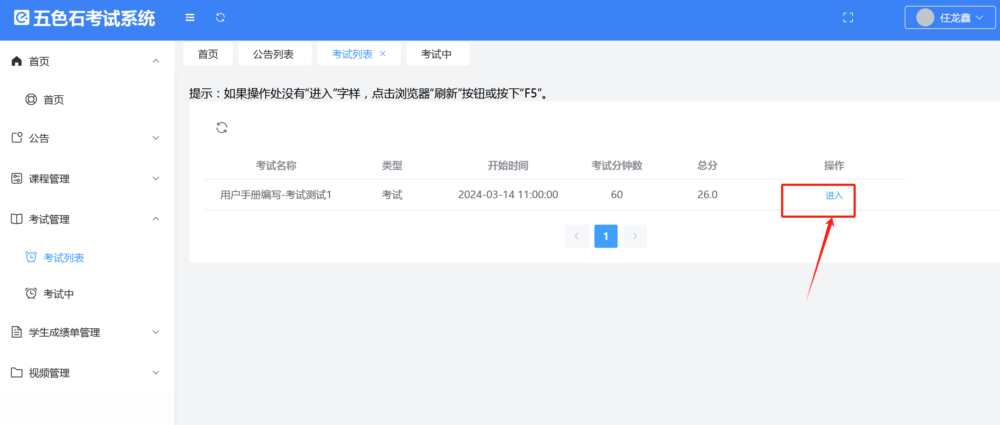 五色石考试系统
任龙鑫
首页
首页
公告
课程管理
考试管理
考试列表
考试中
学生成绩单管理
视频管理
首页 公告列表 考试列表 考试中
提示：如果操作处没有“进入”字样，点击浏览器“刷新”按钮或按下“F5”。
考试名称 类型 开始时间 考试分钟数 总分 操作
用户手册编写-考试测试1 考试 2024-03-14 11:00:00 60 26.0 进入
1